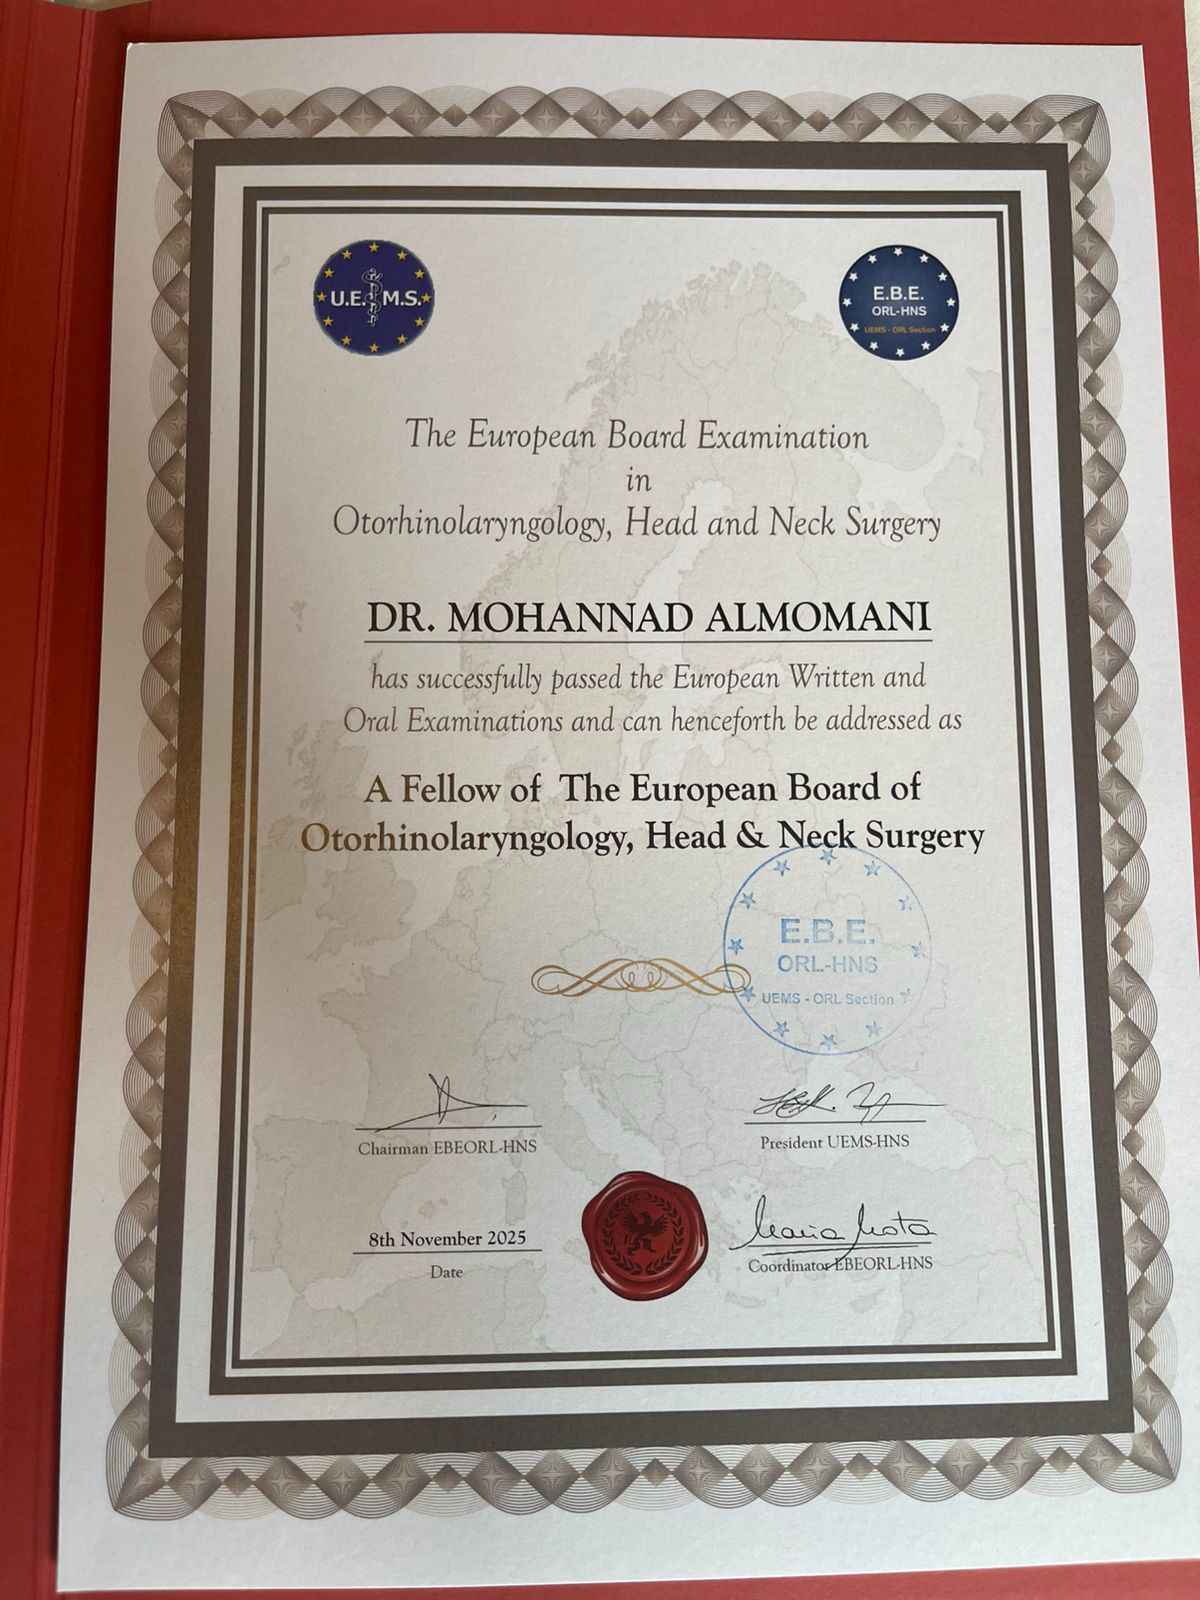 U.E.M.S.
E.B.E.
ORL-HNS
UEMS - ORL Section
The European Board Examination
in
Otorhinolaryngology, Head and Neck Surgery
DR. MOHANNAD ALMOMANI
has successfully passed the European Written and
Oral Examinations and can henceforth be addressed as
A Fellow of The European Board of
Otorhinolaryngology, Head & Neck Surgery
E.B.E.
ORL-HNS
UEMS - ORL Section
Chairman EBEORL-HNS
President UEMS-HNS
8th November 2025
Date
Maria Mota
Coordinator EBEORL-HNS